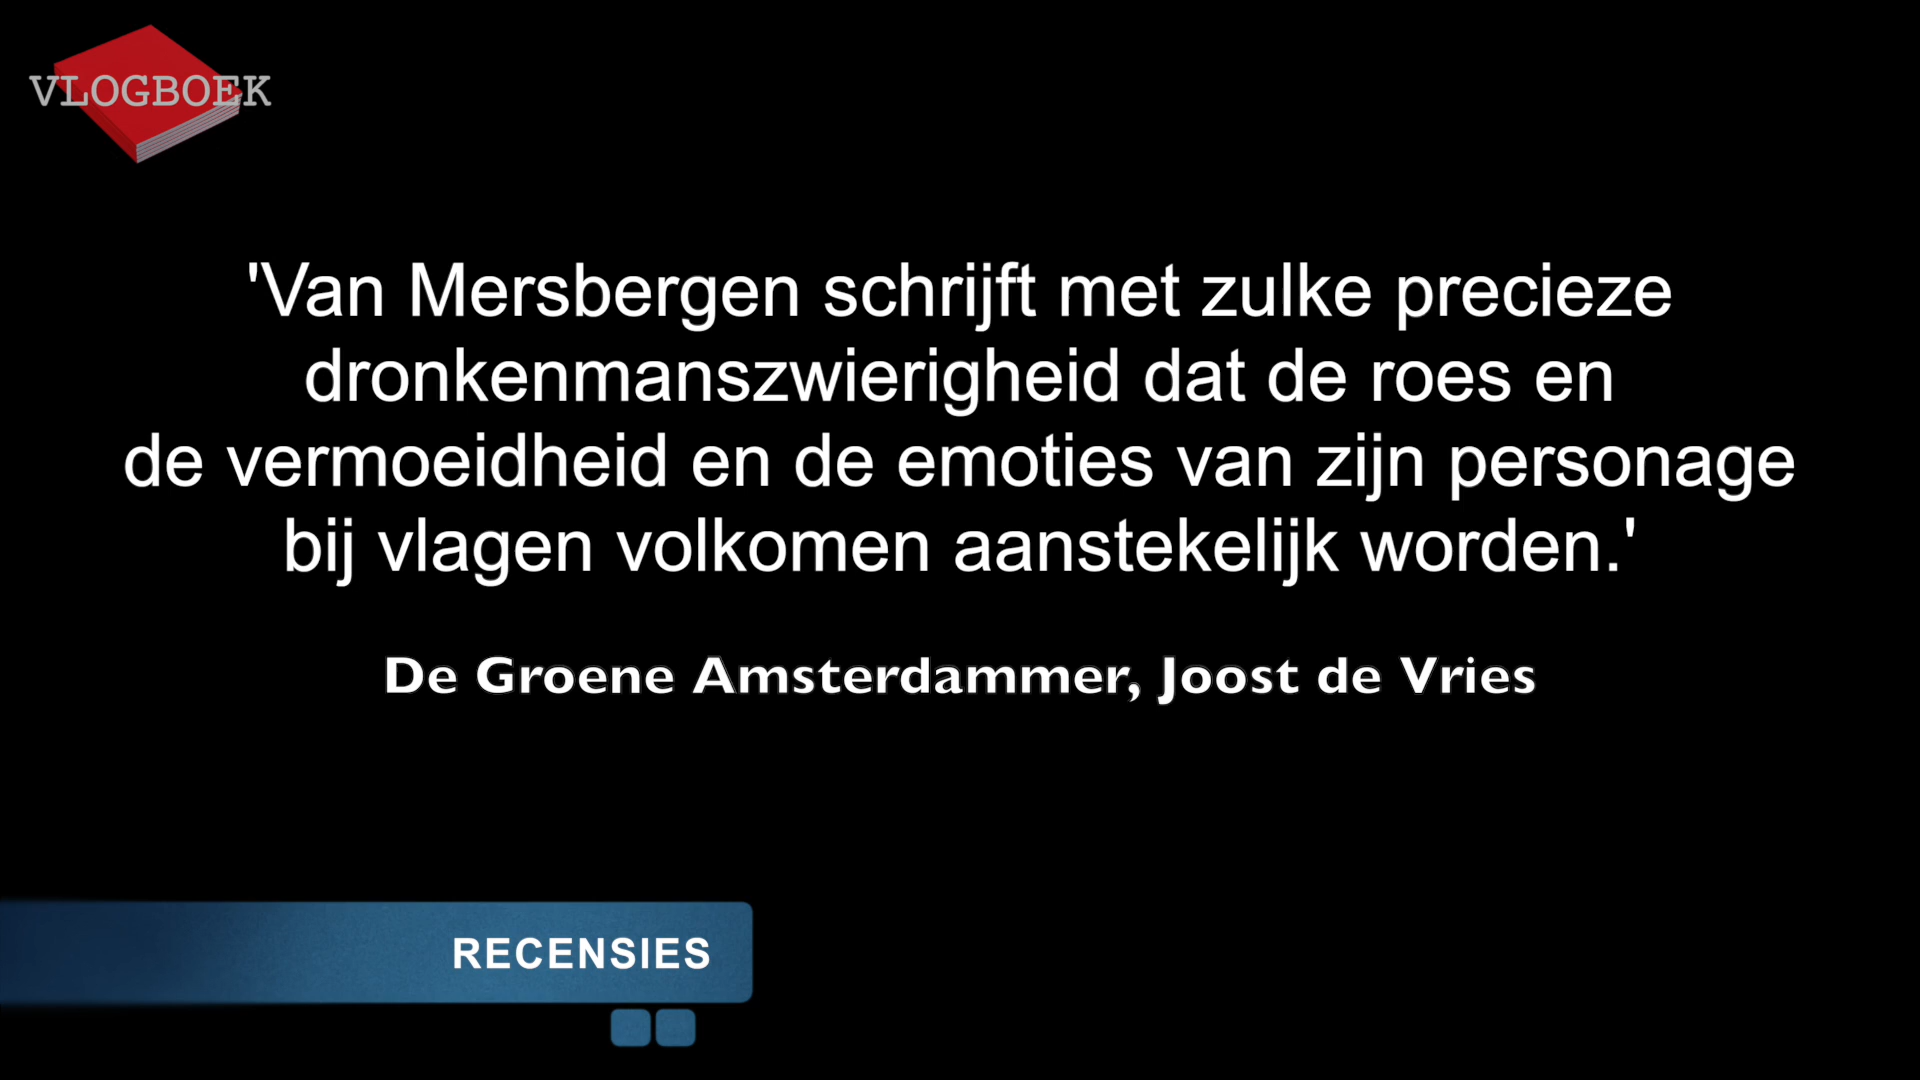 VLOGBOEK
'Van Mersbergen schrijft met zulke precieze
dronkenmanszwierigheid dat de roes en
de vermoeidheid en de emoties van zijn personage
bij vlagen volkomen aanstekelijk worden.'
De Groene Amsterdammer, Joost de Vries
RECENSIES